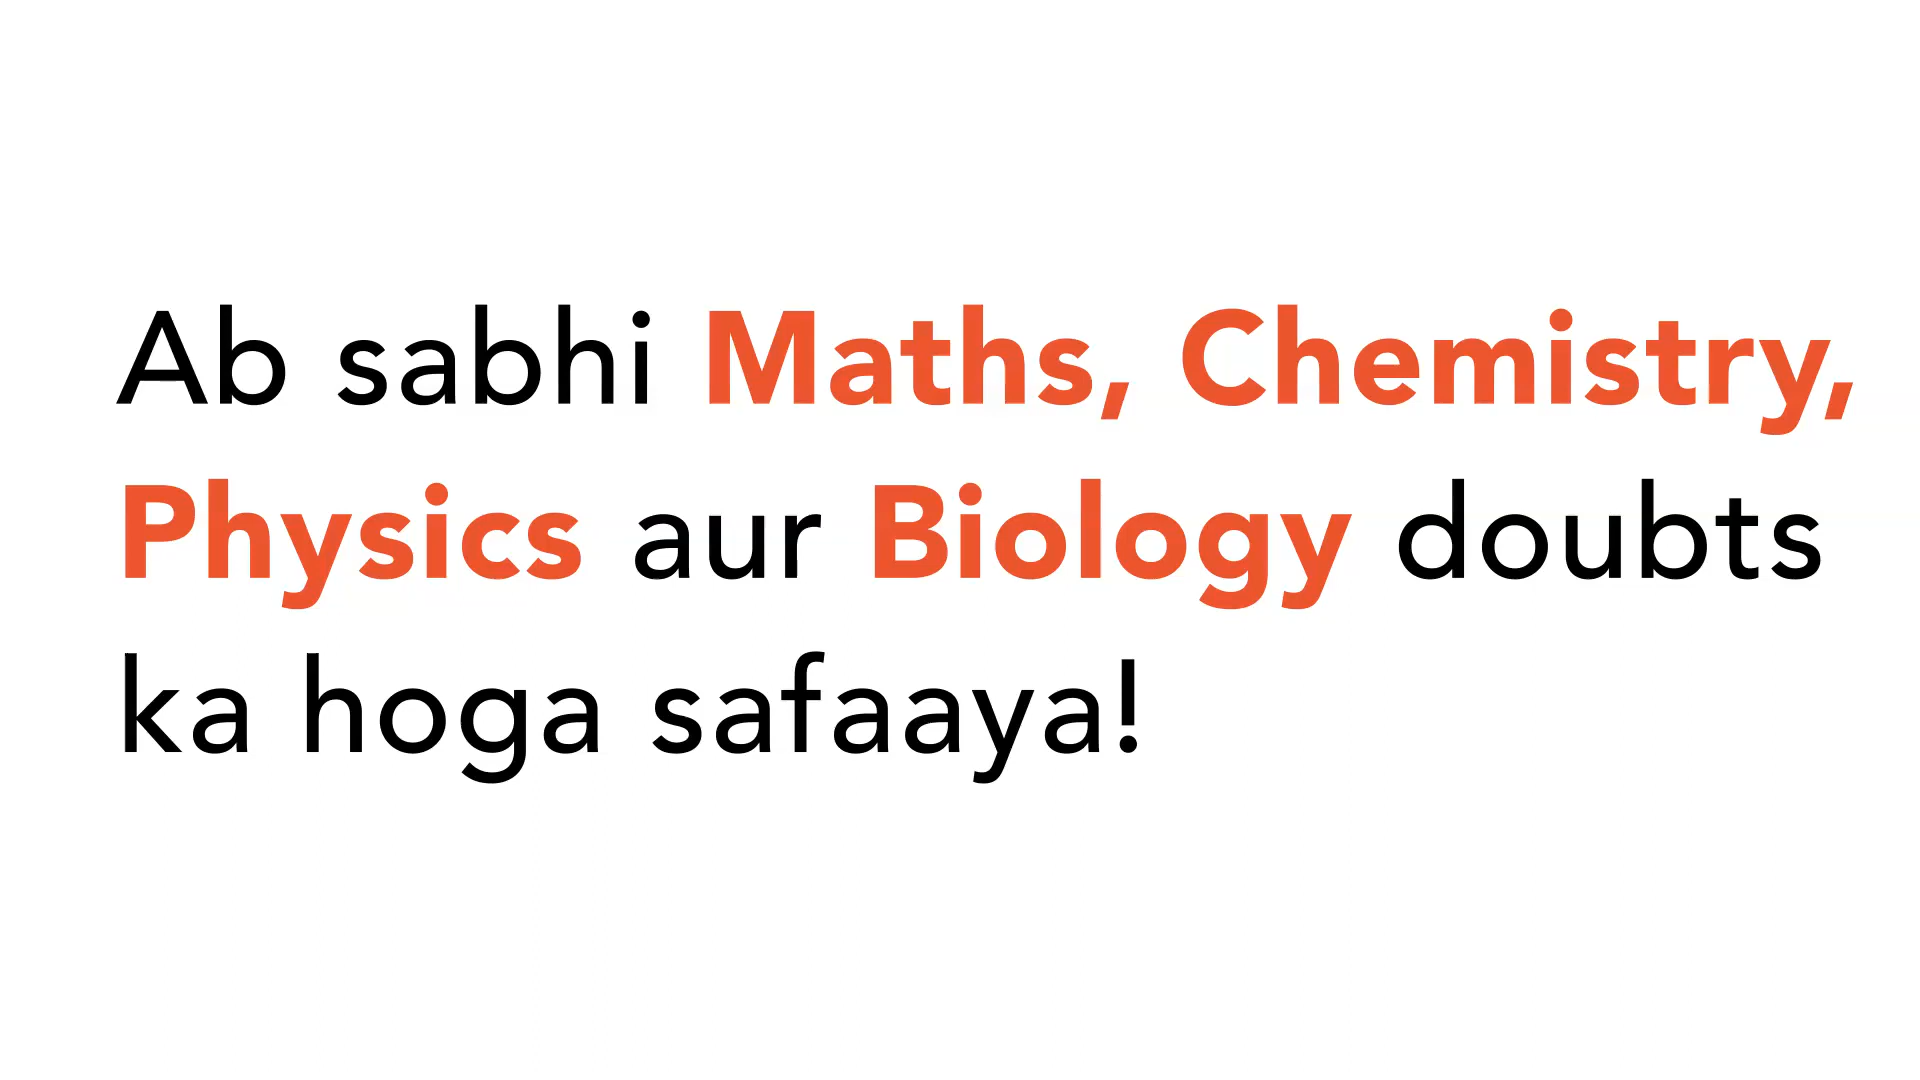 Ab sabhi Maths, Chemistry,
Physics aur Biology doubts
ka hoga safaaya!